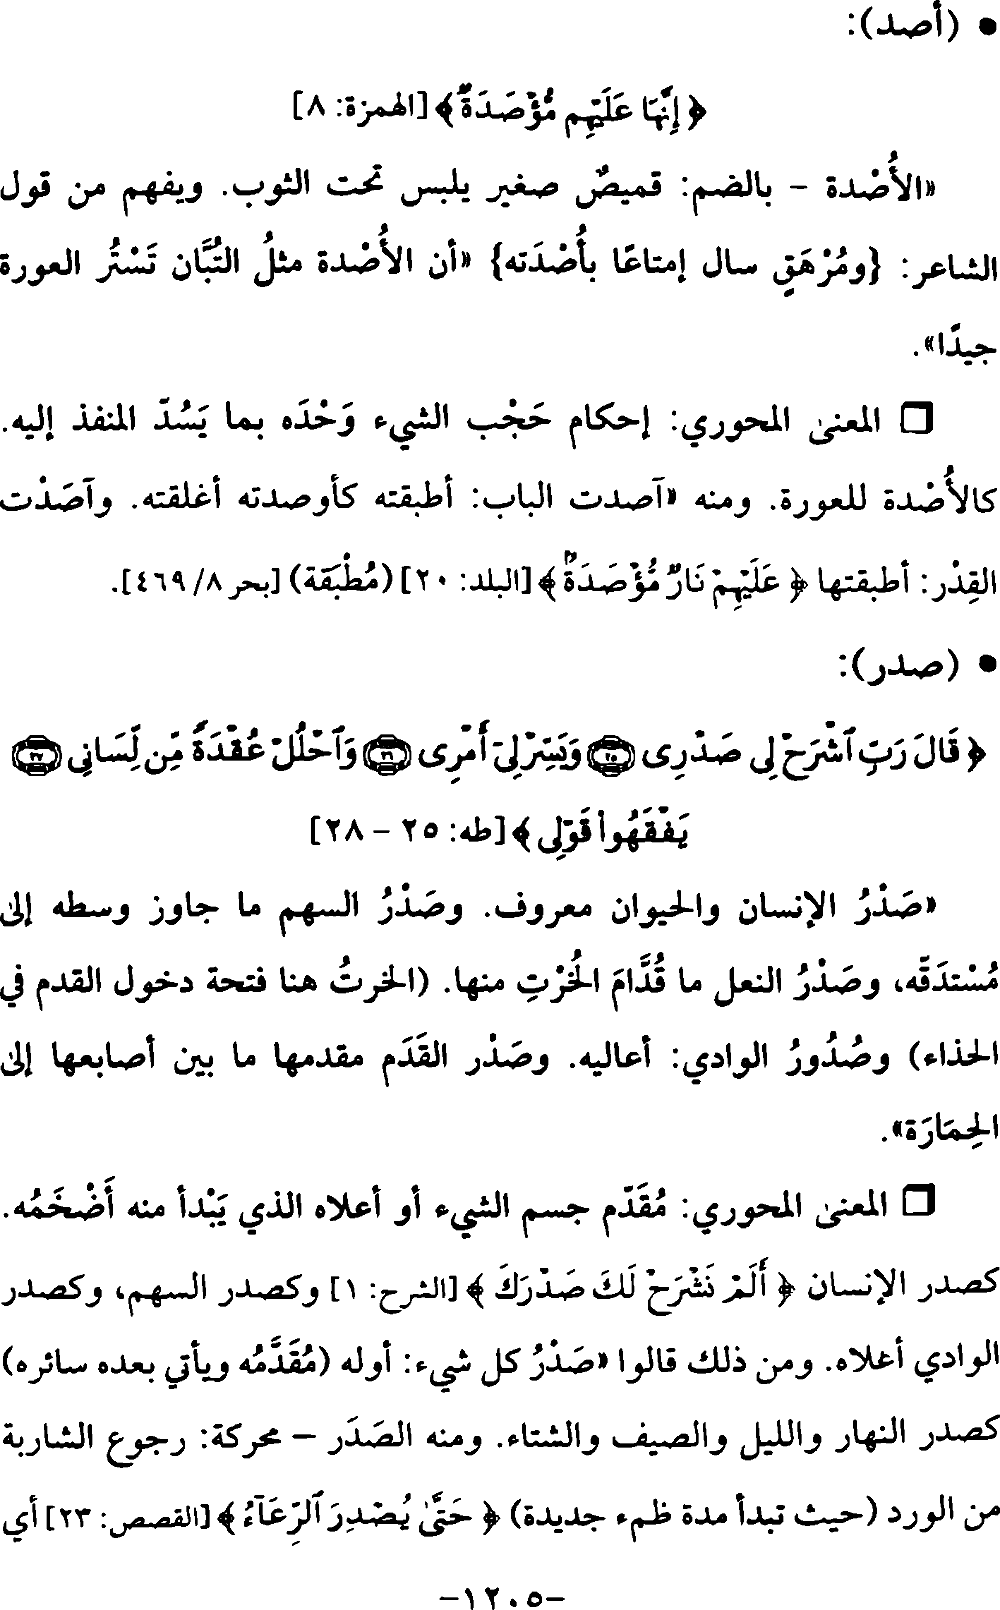 • (أصد):
﴿ إِنَّهَا عَلَيْهِم مُّؤْصَدَةٌ ﴾ [الهمزة: ٨]
«الأُصْدة - بالضم: قميصٌ صغير يلبس تحت الثوب. ويفهم من قول
الشاعر: {ومُرْهَقٍ سال إمتاعًا بأُصْدَته} «أن الأُصْدة مثلُ التُبَّان تَسْتُر العورة
جيدًا».
❒ المعنى المحوري: إحكام حَجْب الشيء وَحْدَه بما يَسُدّ المنفذ إليه.
كالأُصْدة للعورة. ومنه «آصدت الباب: أطبقته كأوصدته أغلقته. وآصَدْت
القِدْر: أطبقتها ﴿ عَلَيْهِمْ نَارٌ مُّؤْصَدَةٌ ﴾ [البلد: ٢٠] (مُطْبَقة) [بحر ٨/ ٤٦٩].
• (صدر):
﴿ قَالَ رَبِّ ٱشْرَحْ لِى صَدْرِى ۝٢٥ وَيَسِّرْ لِىٓ أَمْرِى ۝٢٦ وَٱحْلُلْ عُقْدَةً مِّن لِّسَانِى ۝٢٧
يَفْقَهُوا۟ قَوْلِى ﴾ [طه: ٢٥ - ٢٨]
«صَدْرُ الإنسان والحيوان معروف. وصَدْرُ السهم ما جاوز وسطه إلى
مُسْتدَقّه، وصَدْرُ النعل ما قُدَّامَ الخُرْتِ منها. (الخرتُ هنا فتحة دخول القدم في
الحذاء) وصُدُورُ الوادي: أعاليه. وصَدْر القَدَم مقدمها ما بين أصابعها إلى
الحِمَارَة».
❒ المعنى المحوري: مُقَدّم جسم الشيء أو أعلاه الذي يَبْدأ منه أَضْخَمُه.
كصدر الإنسان ﴿ أَلَمْ نَشْرَحْ لَكَ صَدْرَكَ ﴾ [الشرح: ١] وكصدر السهم، وكصدر
الوادي أعلاه. ومن ذلك قالوا «صَدْرُ كل شيء: أوله (مُقَدَّمُه ويأتي بعده سائره)
كصدر النهار والليل والصيف والشتاء. ومنه الصَدَر – محركة: رجوع الشاربة
من الورد (حيث تبدأ مدة ظمء جديدة) ﴿ حَتَّىٰ يُصْدِرَ ٱلرِّعَآءُ ﴾ [القصص: ٢٣] أي
-١٢٠٥-